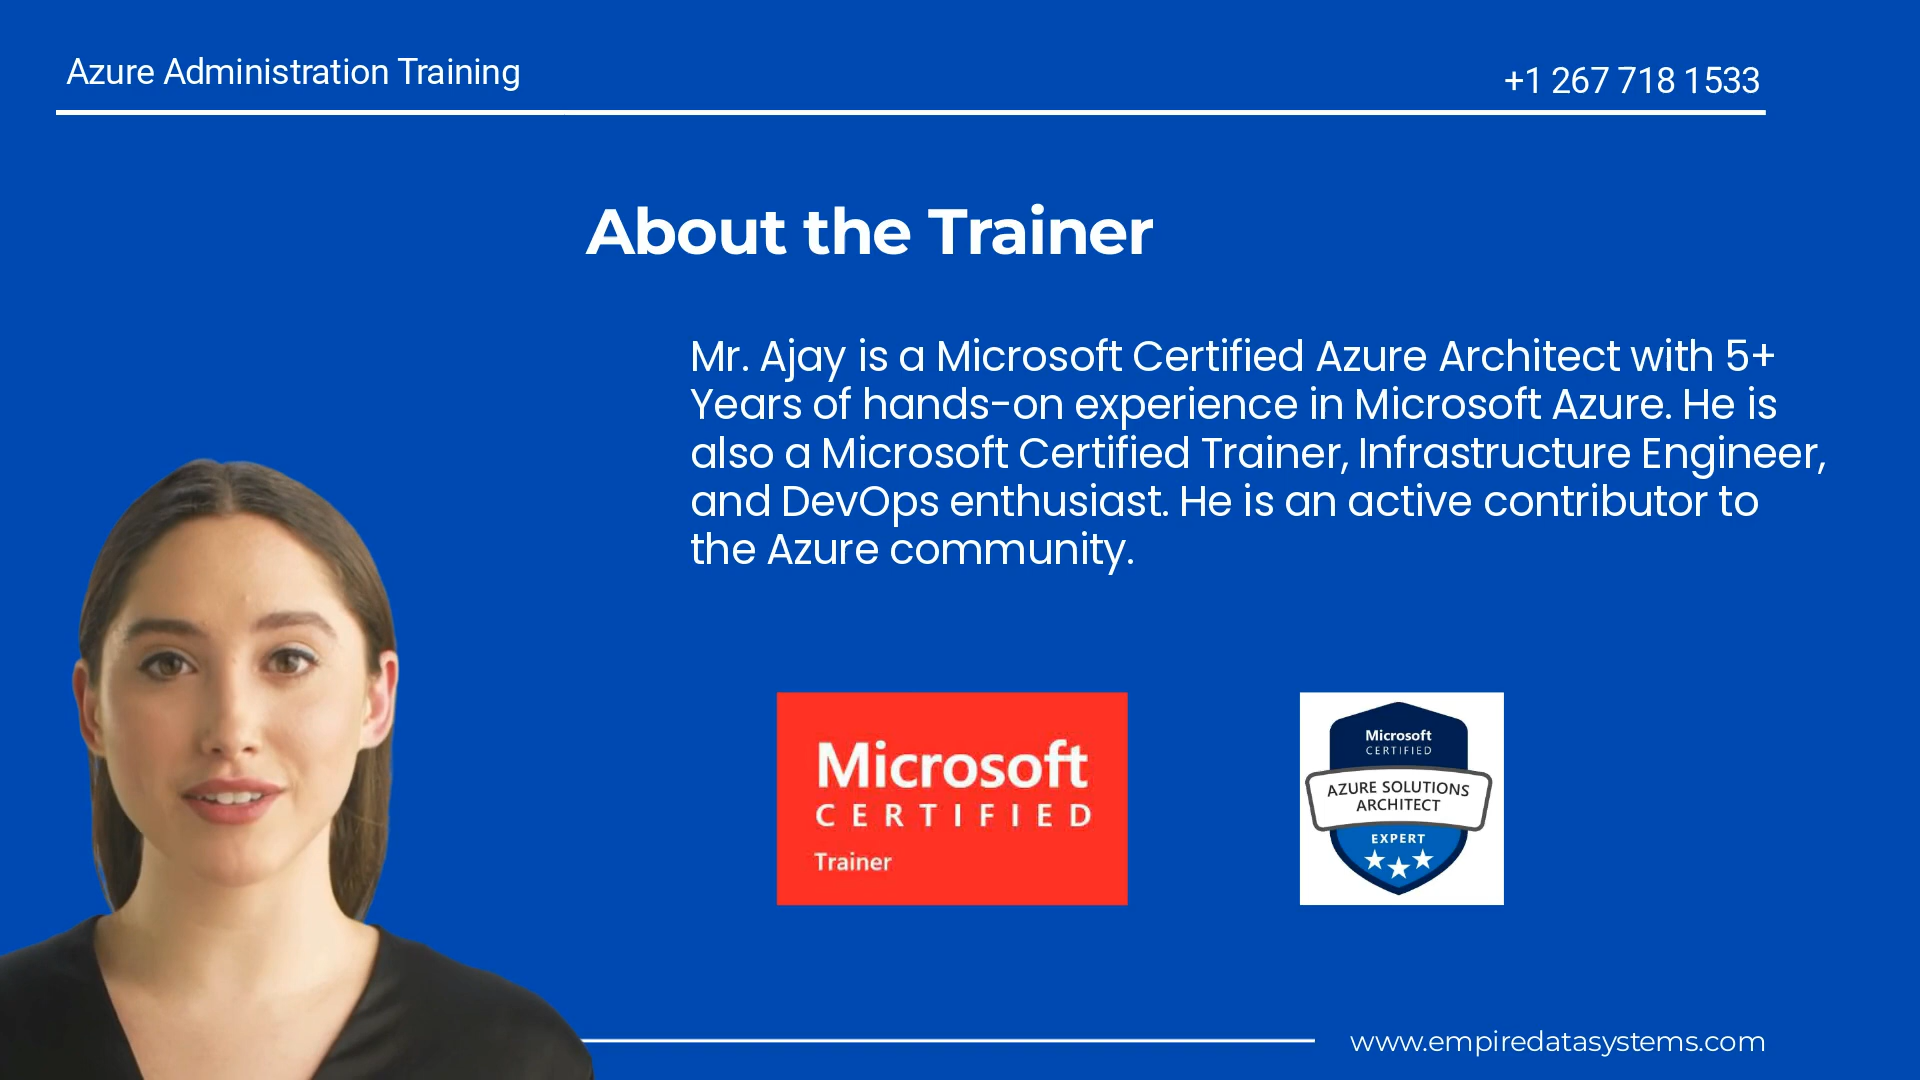 Azure Administration Training
+1 267 718 1533
About the Trainer
Mr. Ajay is a Microsoft Certified Azure Architect with 5+
Years of hands-on experience in Microsoft Azure. He is
also a Microsoft Certified Trainer, Infrastructure Engineer,
and DevOps enthusiast. He is an active contributor to
the Azure community.
Microsoft
CERTIFIED
Trainer
Microsoft
CERTIFIED
AZURE SOLUTIONS
ARCHITECT
EXPERT
www.empiredatasystems.com